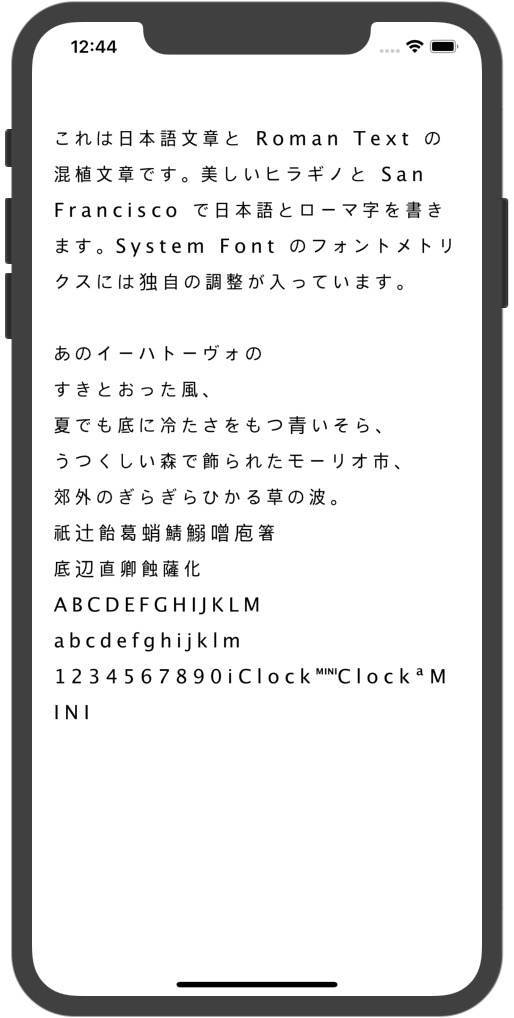 12:44
これは日本語文章と Roman Text の
混植文章です。美しいヒラギノと San
Francisco で日本語とローマ字を書き
ます。System Font のフォントメトリ
クスには独自の調整が入っています。
あのイーハトーヴォの
すきとおった風、
夏でも底に冷たさをもつ青いそら、
うつくしい森で飾られたモーリオ市、
郊外のぎらぎらひかる草の波。
祇辻飴葛蛸鯖鰯噌庖箸
底辺直卿蝕薩化
ABCDEFGHIJKLM
abcdefghijklm
1234567890iClock ᴹᴵᴺᴵClockªM
INI